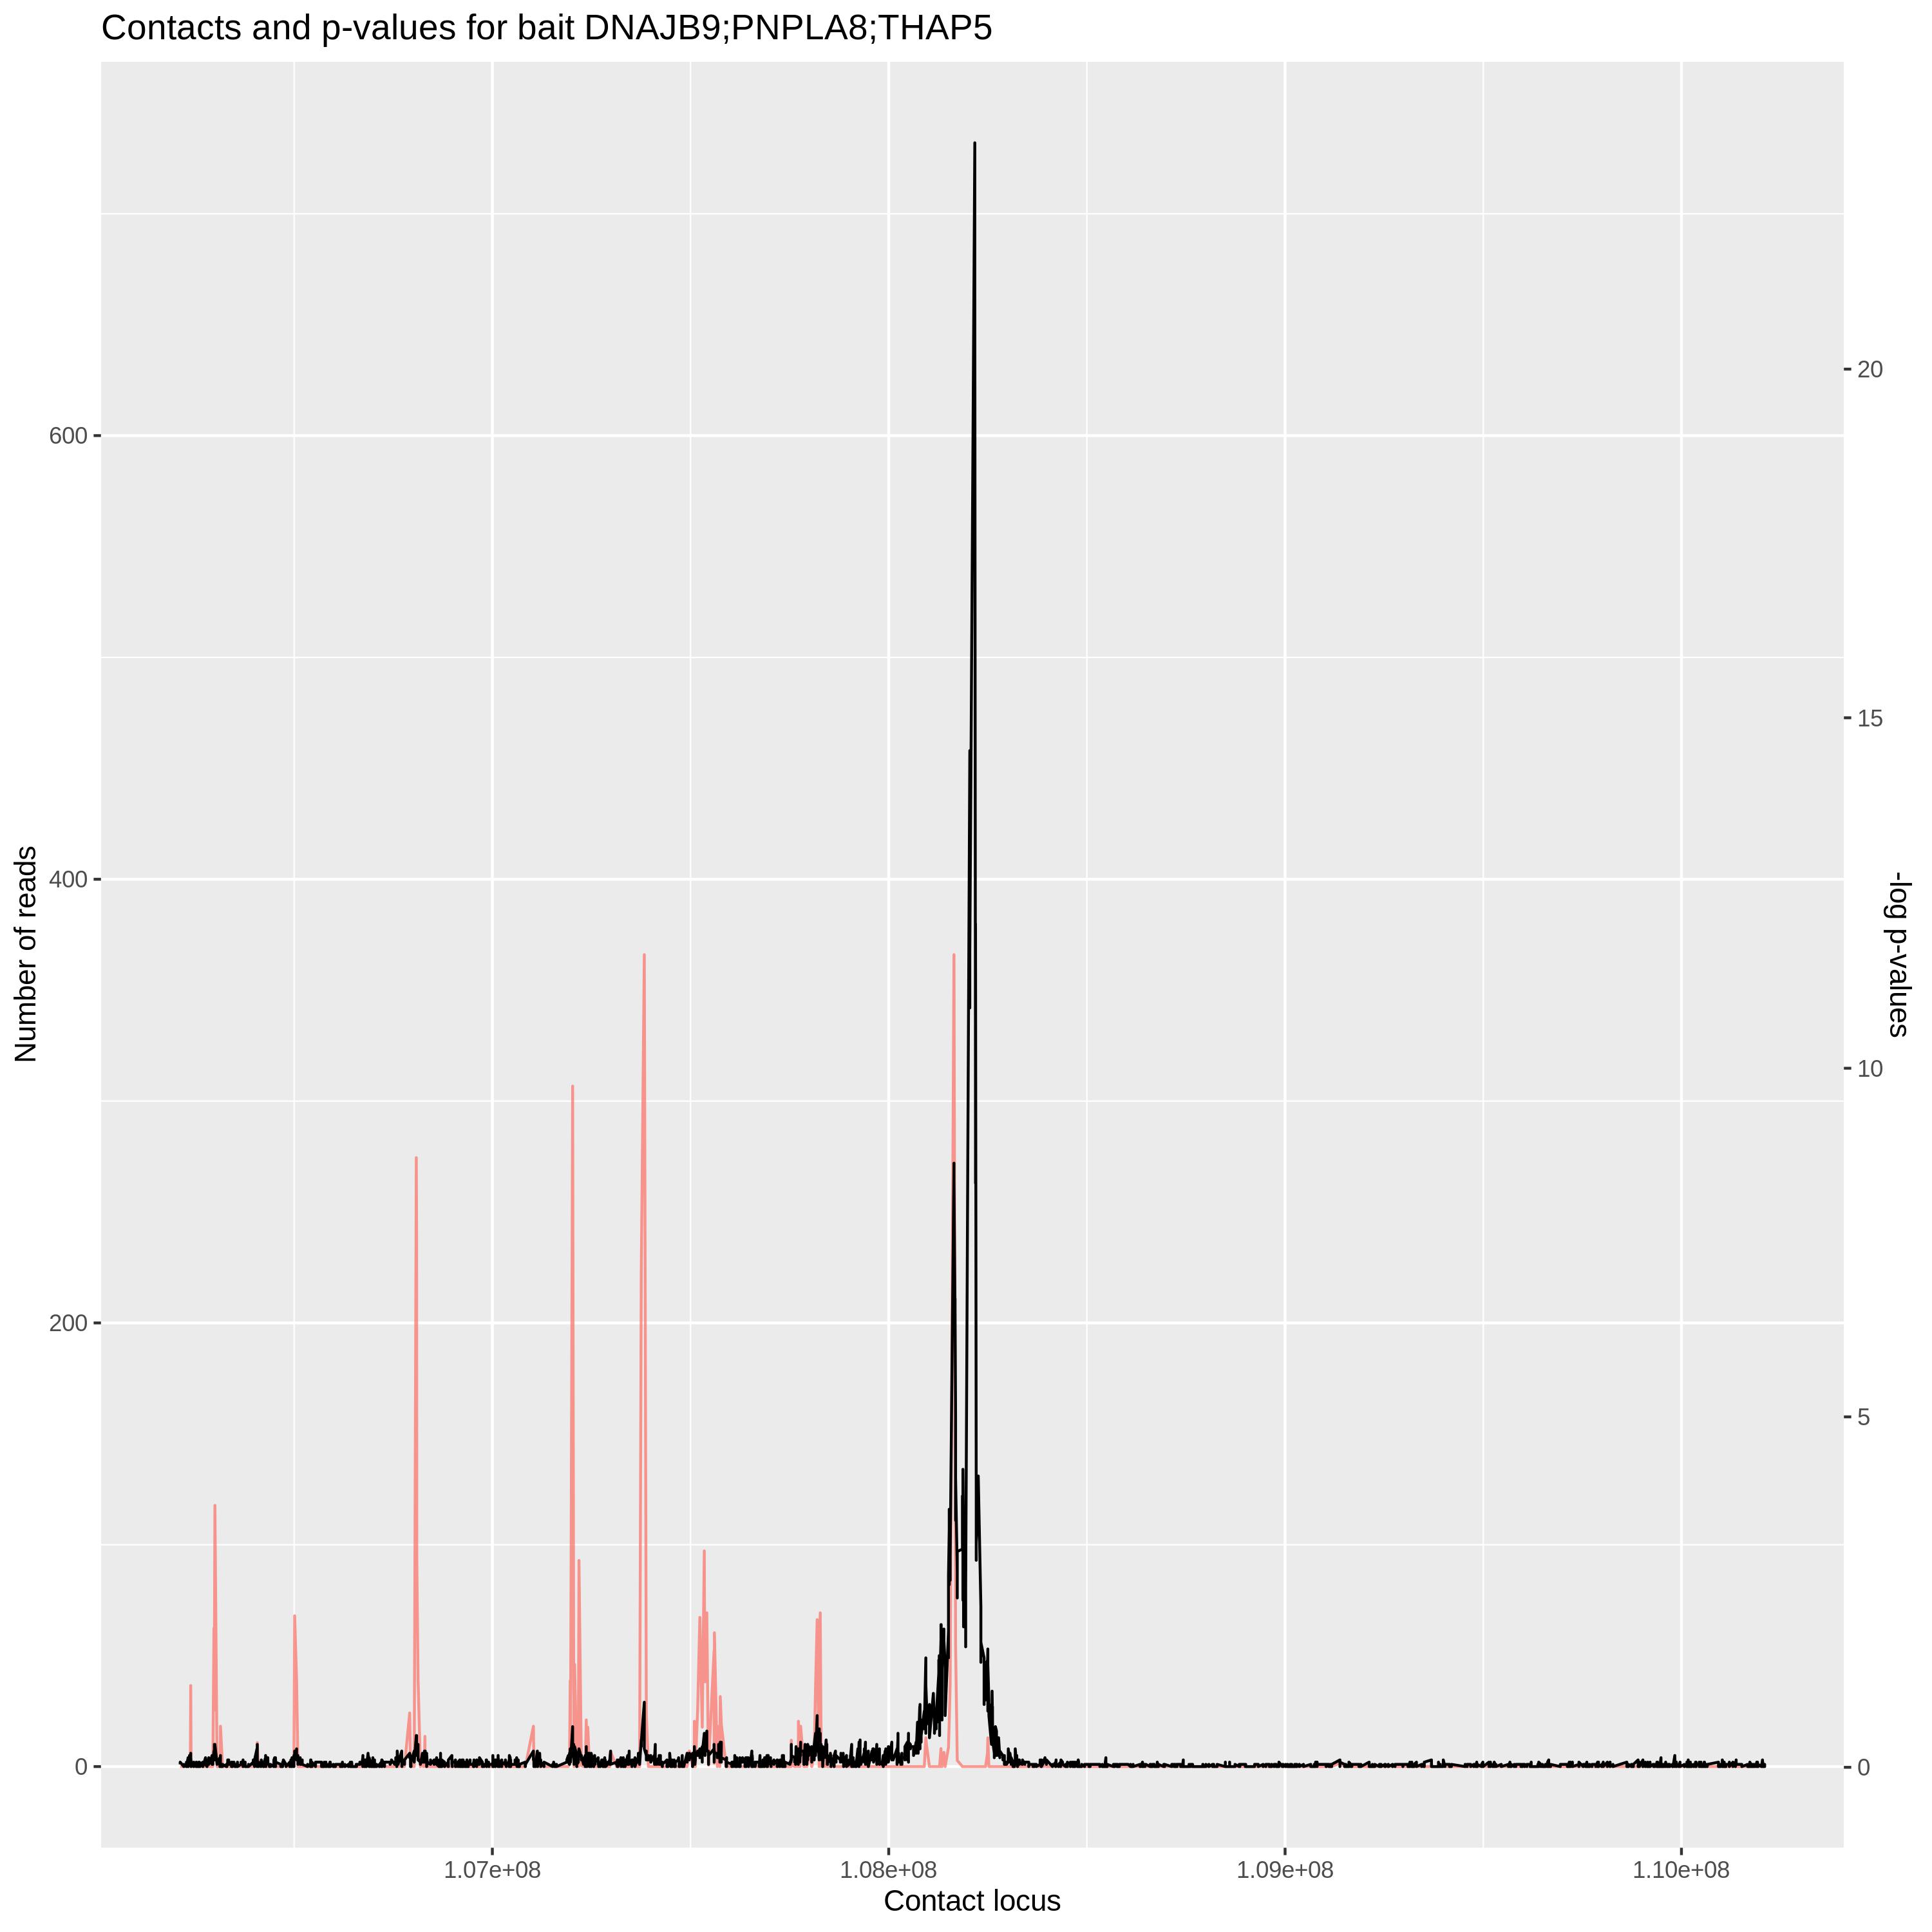 Contacts and p-values for bait DNAJB9;PNPLA8;THAP5
Number of reads
600
400
200
0
20
15
10
5
0
-log p-values
1.07e+08
1.08e+08
1.09e+08
1.10e+08
Contact locus